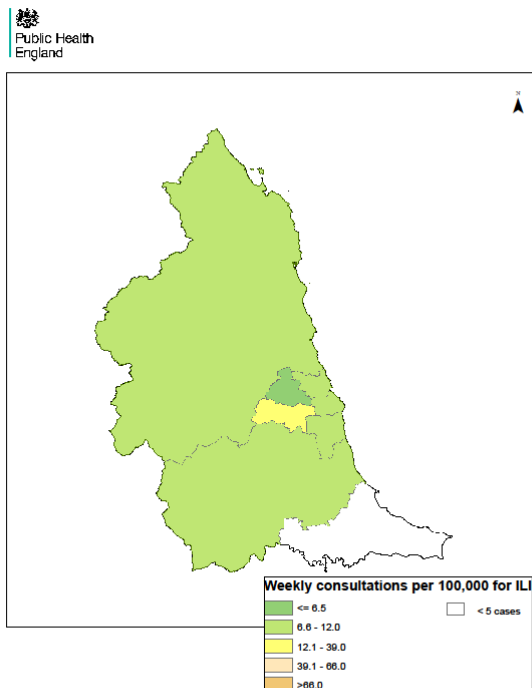 Public Health
England
N
Weekly consultations per 100,000 for ILI
<= 6.5
< 5 cases
6.6 - 12.0
12.1 - 39.0
39.1 - 66.0
>66.0